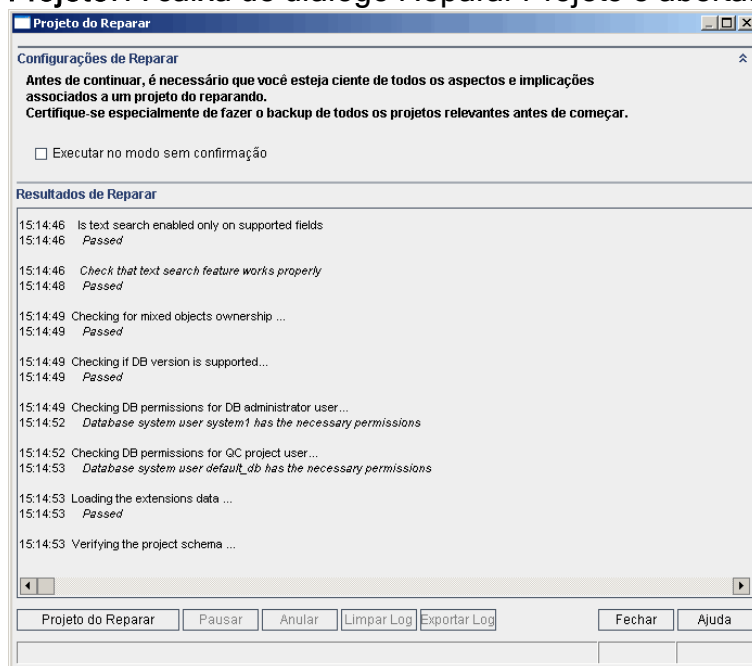 Projeto do Reparar
Configurações de Reparar
Antes de continuar, é necessário que você esteja ciente de todos os aspectos e implicações
associados a um projeto do reparando.
Certifique-se especialmente de fazer o backup de todos os projetos relevantes antes de começar.
Executar no modo sem confirmação
Resultados de Reparar
15:14:46 Is text search enabled only on supported fields
15:14:46 Passed
15:14:46 Check that text search feature works properly
15:14:48 Passed
15:14:49 Checking for mixed objects ownership ...
15:14:49 Passed
15:14:49 Checking if DB version is supported...
15:14:49 Passed
15:14:49 Checking DB permissions for DB administrator user...
15:14:52 Database system user system1 has the necessary permissions
15:14:52 Checking DB permissions for QC project user...
15:14:53 Database system user default_db has the necessary permissions
15:14:53 Loading the extensions data ...
15:14:53 Passed
15:14:53 Verifying the project schema ...
Projeto do Reparar Pausar Anular Limpar Log Exportar Log Fechar Ajuda